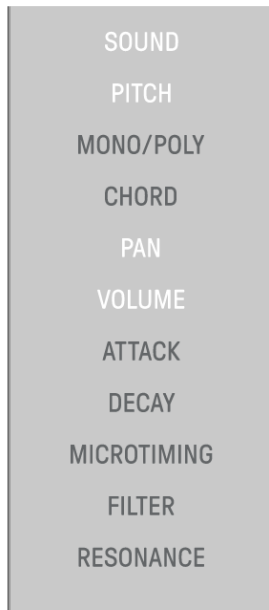 SOUND
PITCH
MONO/POLY
CHORD
PAN
VOLUME
ATTACK
DECAY
MICROTIMING
FILTER
RESONANCE